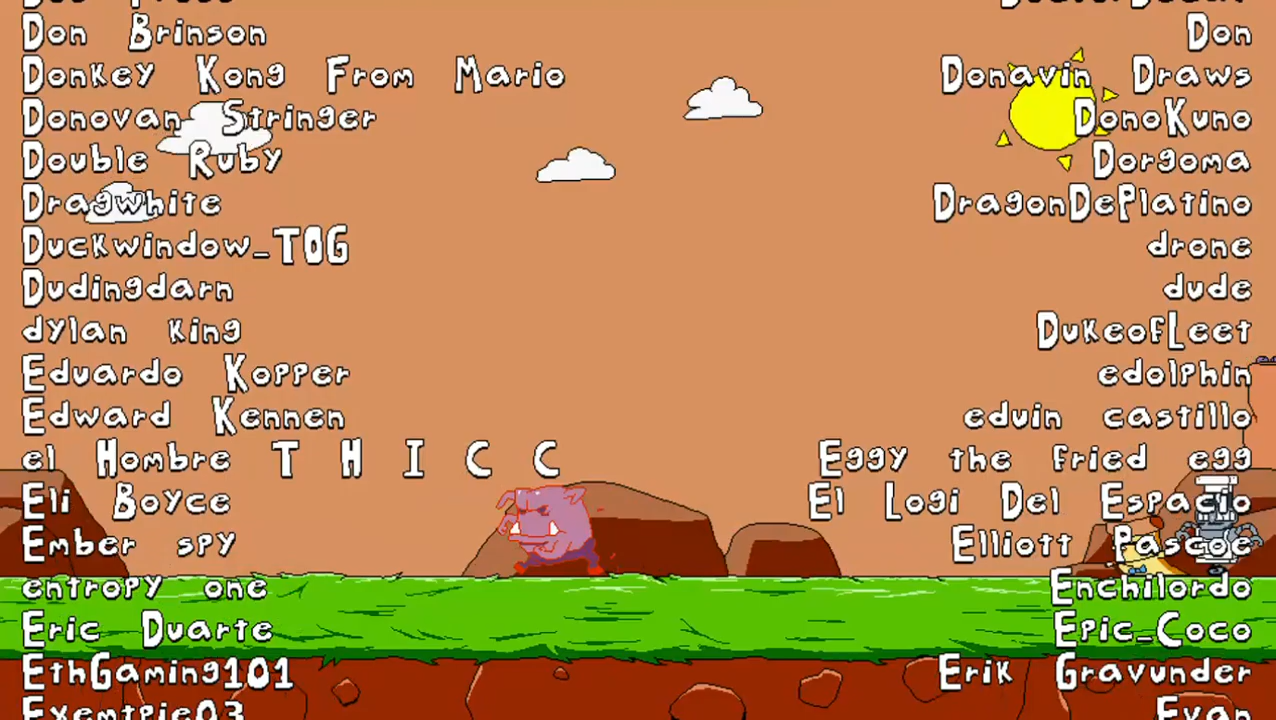 Don Brinson
Don
Donkey Kong From Mario
Donavin Draws
Donovan Stringer
DonoKuno
Double Ruby
Dorgoma
Dragwhite
DragonDePlatino
Duckwindow_TOG
drone
Dudingdarn
dude
dylan king
DukeofLeet
Eduardo Kopper
edolphin
Edward Kennen
eduin castillo
el Hombre T H I C C
Eggy the fried egg
Eli Boyce
El Logi Del Espacio
Ember spy
Elliott Pascoe
entropy one
Enchilordo
Eric Duarte
Epic_Coco
EthGaming101
Erik Gravunder
Evan